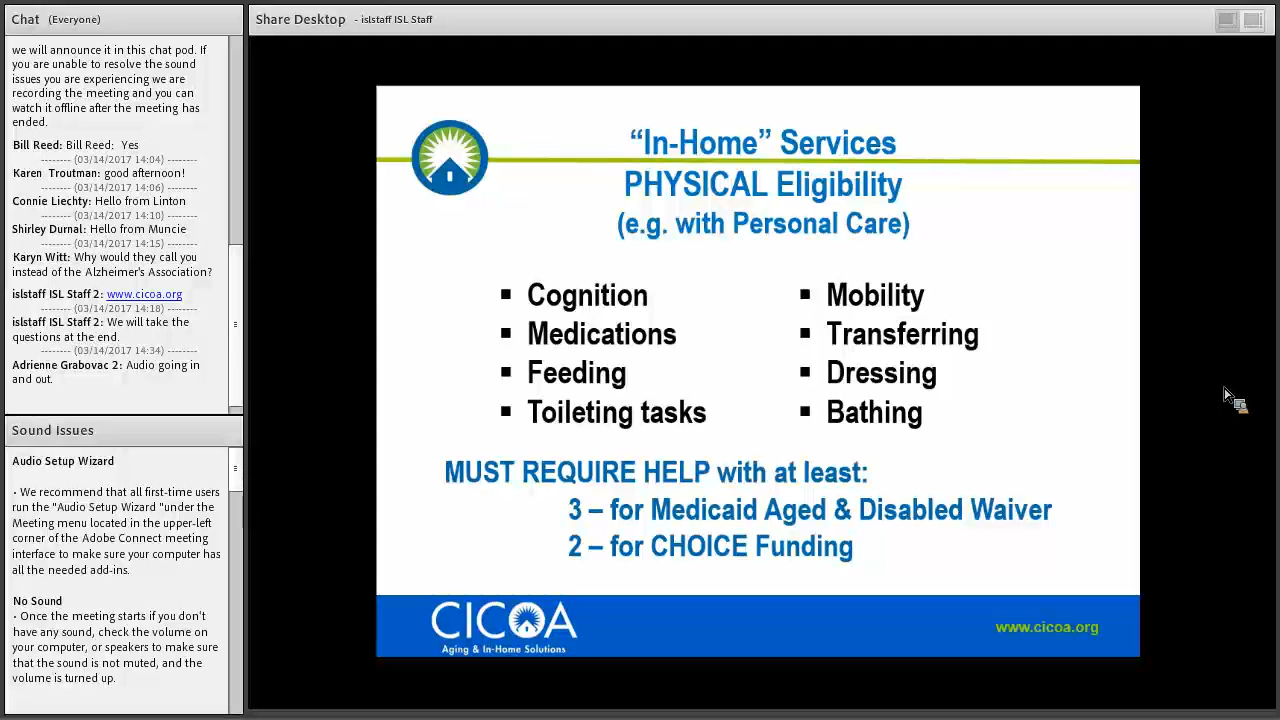 Chat (Everyone)
we will announce it in this chat pod. If
you are unable to resolve the sound
issues you are experiencing we are
recording the meeting and you can
watch it offline after the meeting has
ended.
Bill Reed: Bill Reed: Yes
-------- (03/14/2017 14:04) --------
Karen Troutman: good afternoon!
-------- (03/14/2017 14:06) --------
Connie Liechty: Hello from Linton
-------- (03/14/2017 14:10) --------
Shirley Durnal: Hello from Muncie
-------- (03/14/2017 14:15) --------
Karyn Witt: Why would they call you
instead of the Alzheimer's Association?
islstaff ISL Staff 2: www.cicoa.org
-------- (03/14/2017 14:18) --------
islstaff ISL Staff 2: We will take the
questions at the end.
-------- (03/14/2017 14:34) --------
Adrienne Grabovac 2: Audio going in
and out.
Sound Issues
Audio Setup Wizard
• We recommend that all first-time users
run the "Audio Setup Wizard "under the
Meeting menu located in the upper-left
corner of the Adobe Connect meeting
interface to make sure your computer has
all the needed add-ins.
No Sound
• Once the meeting starts if you don't
have any sound, check the volume on
your computer, or speakers to make sure
that the sound is not muted, and the
volume is turned up.
Share Desktop - islstaff ISL Staff
“In-Home” Services
PHYSICAL Eligibility
(e.g. with Personal Care)
▪ Cognition
▪ Medications
▪ Feeding
▪ Toileting tasks
▪ Mobility
▪ Transferring
▪ Dressing
▪ Bathing
MUST REQUIRE HELP with at least:
3 – for Medicaid Aged & Disabled Waiver
2 – for CHOICE Funding
CICOA
Aging & In-Home Solutions
www.cicoa.org